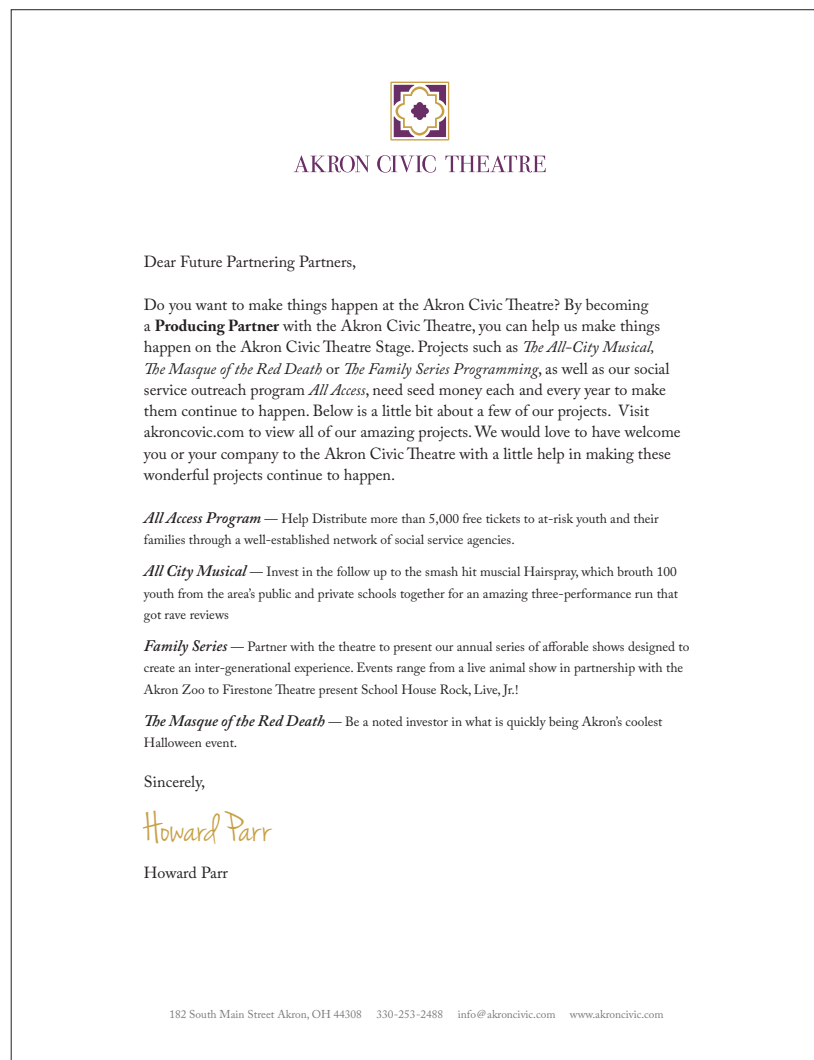 AKRON CIVIC THEATRE
Dear Future Partnering Partners,
Do you want to make things happen at the Akron Civic Theatre? By becoming
a Producing Partner with the Akron Civic Theatre, you can help us make things
happen on the Akron Civic Theatre Stage. Projects such as The All-City Musical,
The Masque of the Red Death or The Family Series Programming, as well as our social
service outreach program All Access, need seed money each and every year to make
them continue to happen. Below is a little bit about a few of our projects.  Visit
akroncovic.com to view all of our amazing projects. We would love to have welcome
you or your company to the Akron Civic Theatre with a little help in making these
wonderful projects continue to happen.
All Access Program — Help Distribute more than 5,000 free tickets to at-risk youth and their
families through a well-established network of social service agencies.
All City Musical — Invest in the follow up to the smash hit muscial Hairspray, which brouth 100
youth from the area’s public and private schools together for an amazing three-performance run that
got rave reviews
Family Series — Partner with the theatre to present our annual series of afforable shows designed to
create an inter-generational experience. Events range from a live animal show in partnership with the
Akron Zoo to Firestone Theatre present School House Rock, Live, Jr.!
The Masque of the Red Death — Be a noted investor in what is quickly being Akron’s coolest
Halloween event.
Sincerely,
Howard Parr
Howard Parr
182 South Main Street Akron, OH 44308 330-253-2488 info@akroncivic.com www.akroncivic.com